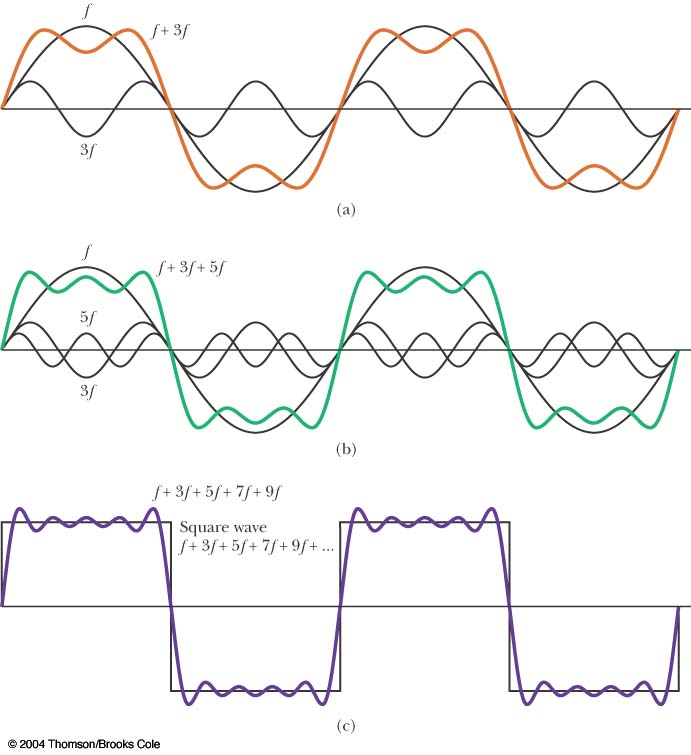 f
f + 3f
3f
(a)
f
f + 3f + 5f
5f
3f
(b)
f + 3f + 5f + 7f + 9f
Square wave
f + 3f + 5f + 7f + 9f + ...
(c)
© 2004 Thomson/Brooks Cole